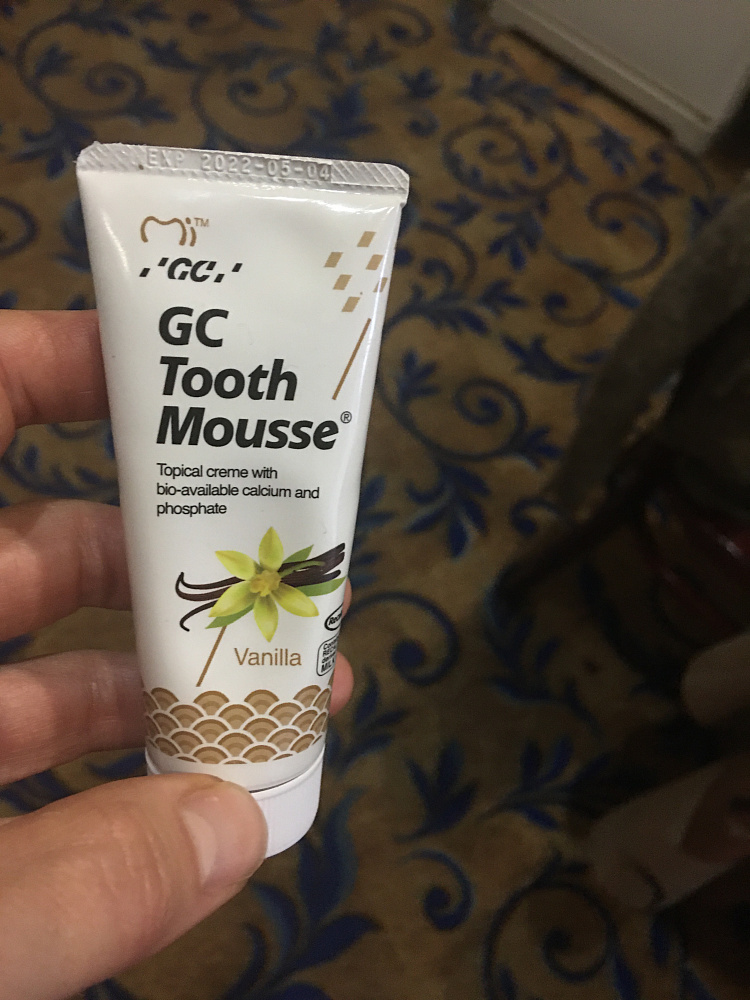 EXP 2022-05-04
Mi™
GC
GC
Tooth
Mousse®
Topical creme with
bio-available calcium and
phosphate
Vanilla